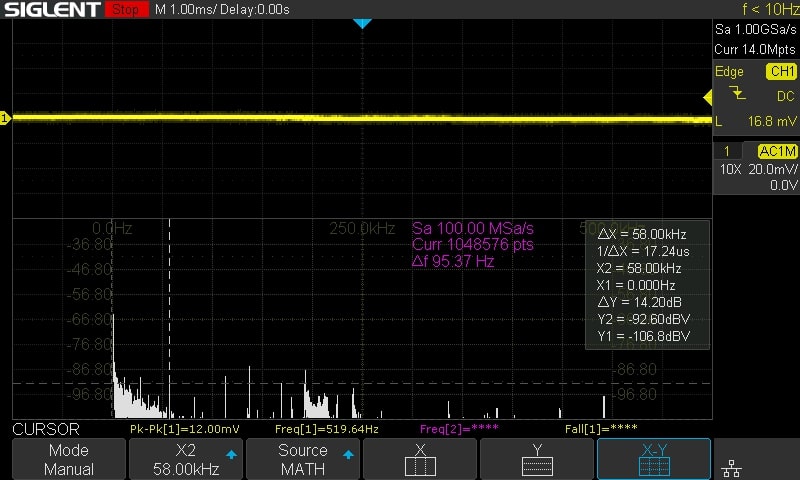 SIGLENT Stop M 1.00ms/ Delay:0.00s f < 10Hz
Sa 1.00GSa/s
Curr 14.0Mpts
Edge CH1
DC
L 16.8 mV
1
1 AC1M
10X 20.0mV/
0.0V
0.0Hz 250.0kHz 500.0kHz
Sa 100.00 MSa/s
Curr 1048576 pts
Δf 95.37 Hz
-36.80
-46.80
-56.80
-66.80
-76.80
-86.80 -86.80
-96.80 -96.80
ΔX = 58.00kHz
1/ΔX = 17.24us
X2 = 58.00kHz
X1 = 0.000Hz
ΔY = 14.20dB
Y2 = -92.60dBV
Y1 = -106.8dBV
CURSOR Pk-Pk[1]=12.00mV Freq[1]=519.64Hz Freq[2]=**** Fall[1]=****
Mode X2 Source X Y X-Y
Manual 58.00kHz MATH